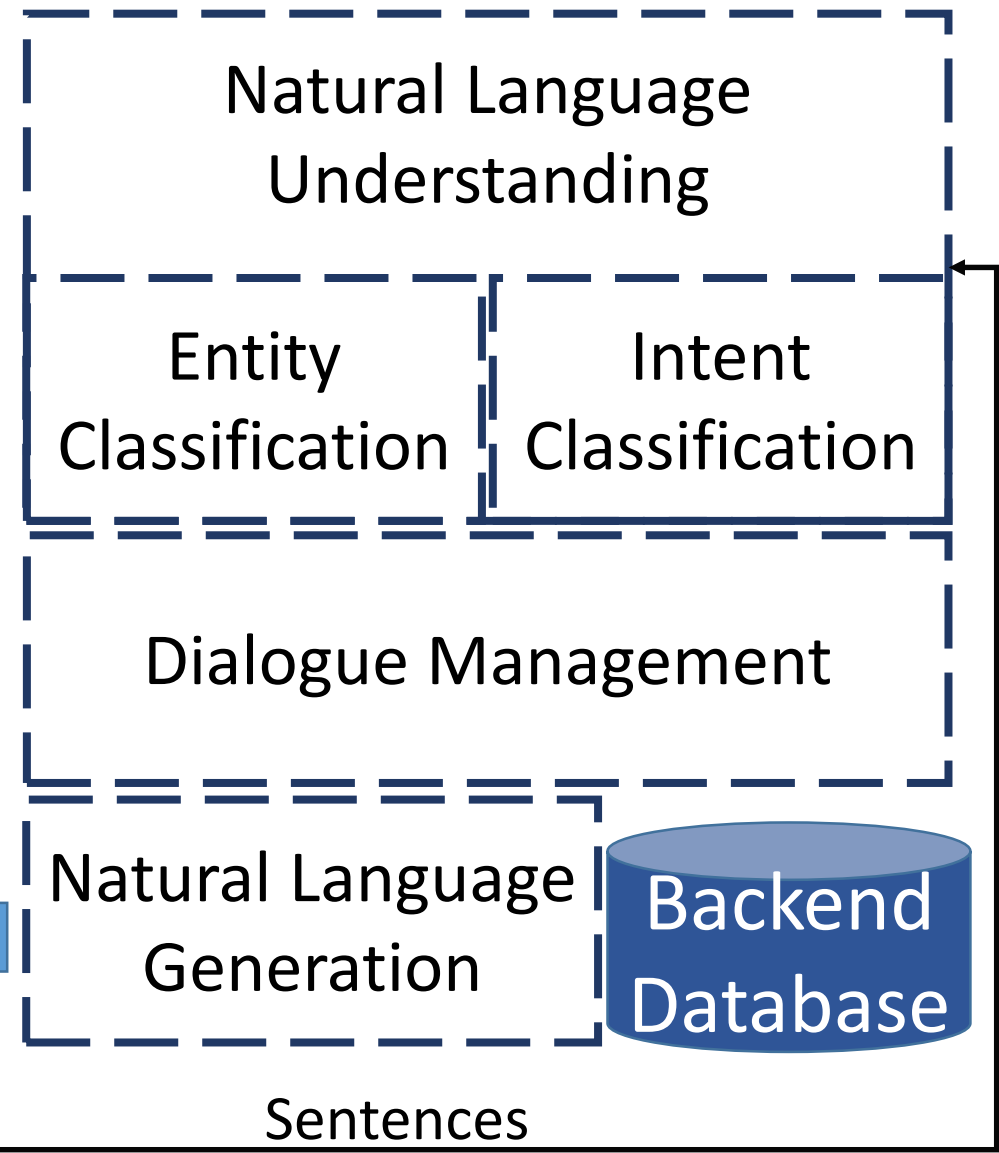 Natural Language
Understanding
Entity
Classification
Intent
Classification
Dialogue Management
Natural Language
Generation
Backend
Database
Sentences